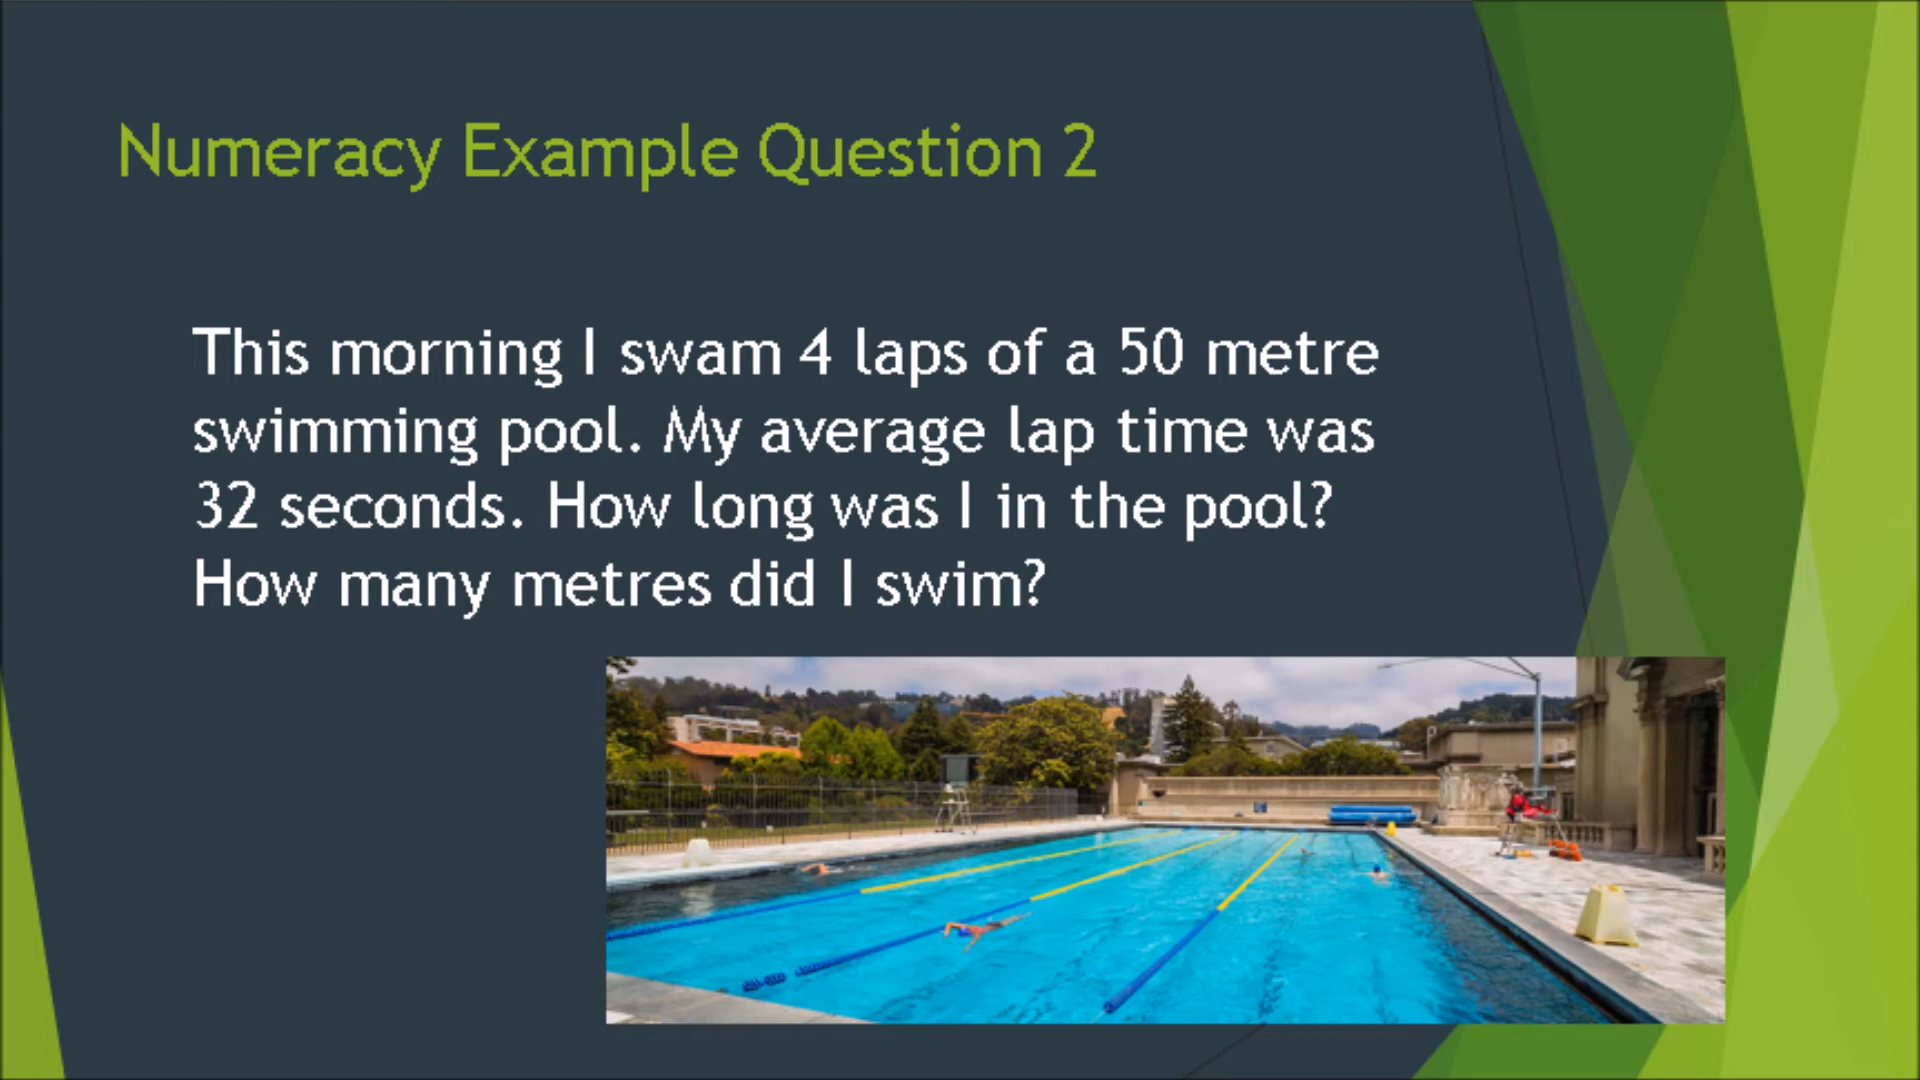 Numeracy Example Question 2
This morning I swam 4 laps of a 50 metre
swimming pool. My average lap time was
32 seconds. How long was I in the pool?
How many metres did I swim?